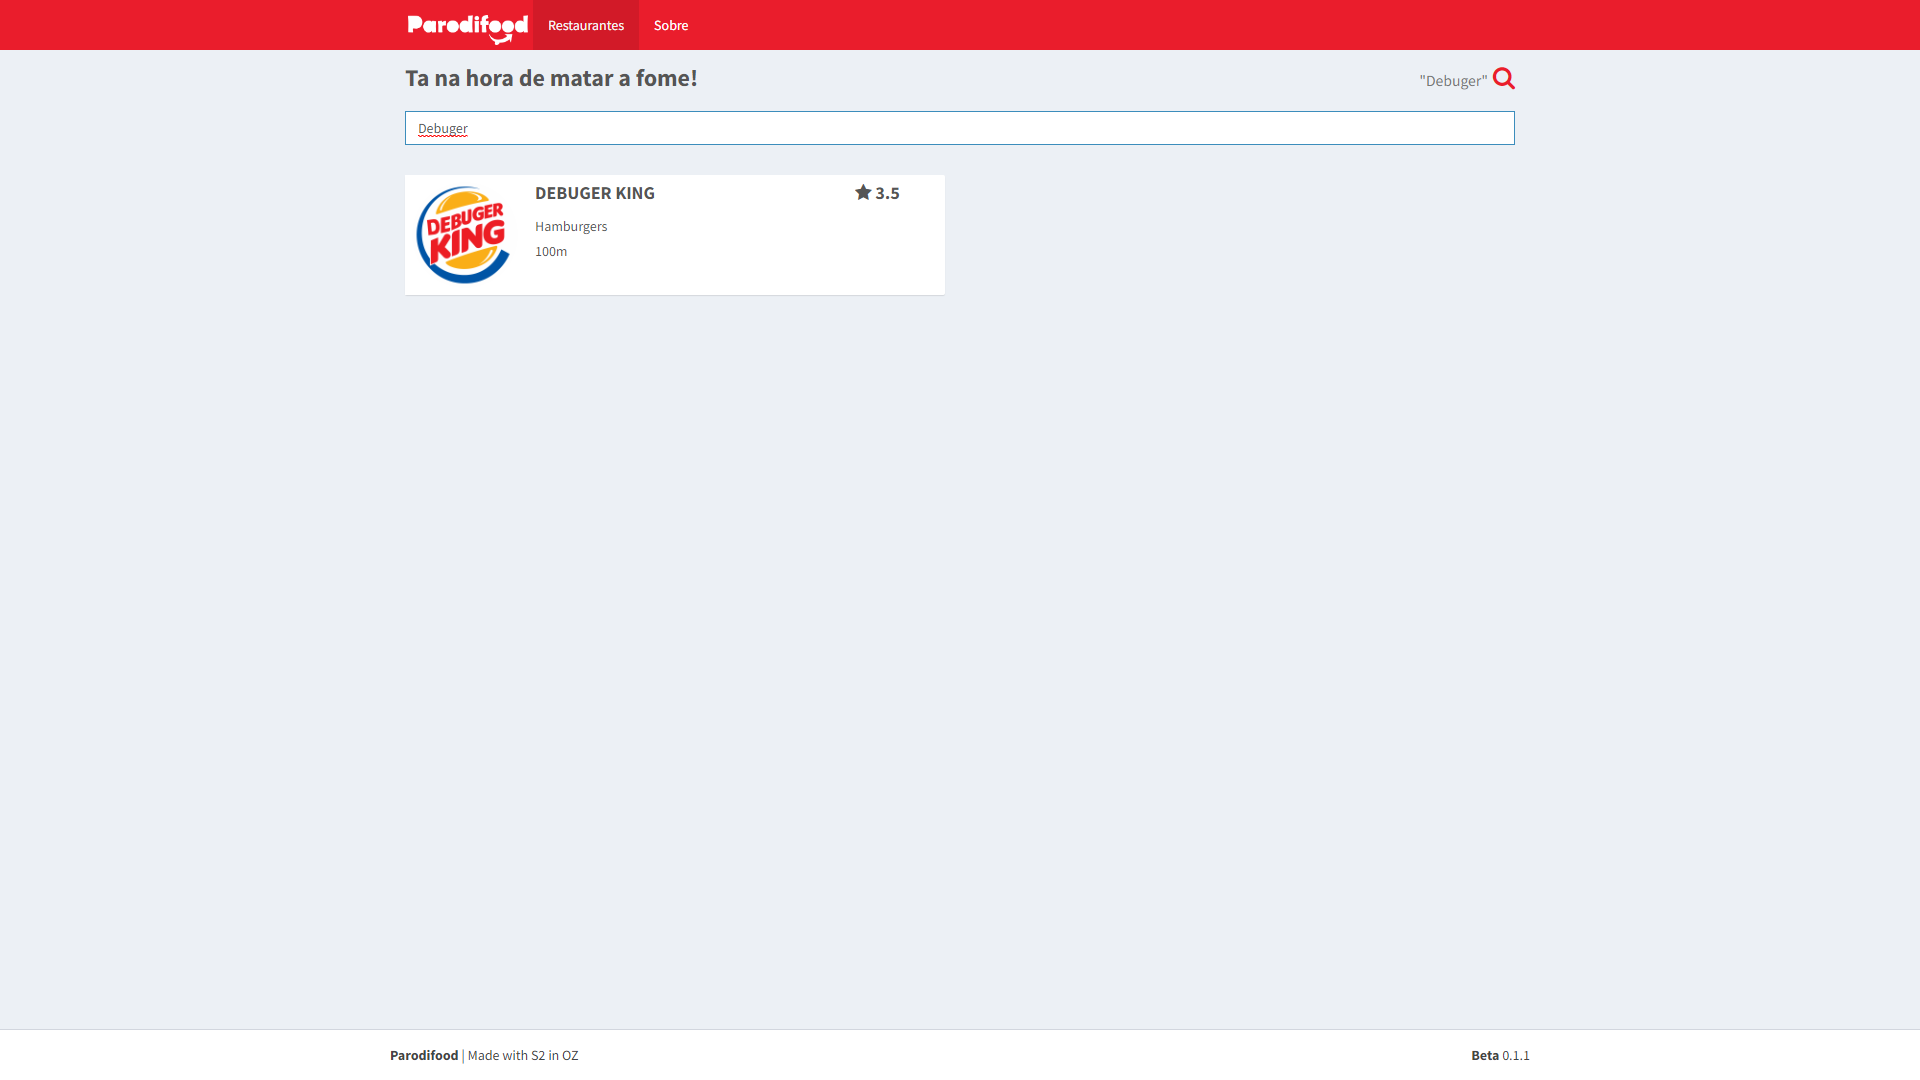 Parodifood Restaurantes Sobre
Ta na hora de matar a fome!
"Debuger"
Debuger
DEBUGER KING
DEBUGER KING
3.5
Hamburgers
100m
Parodifood | Made with S2 in OZ
Beta 0.1.1